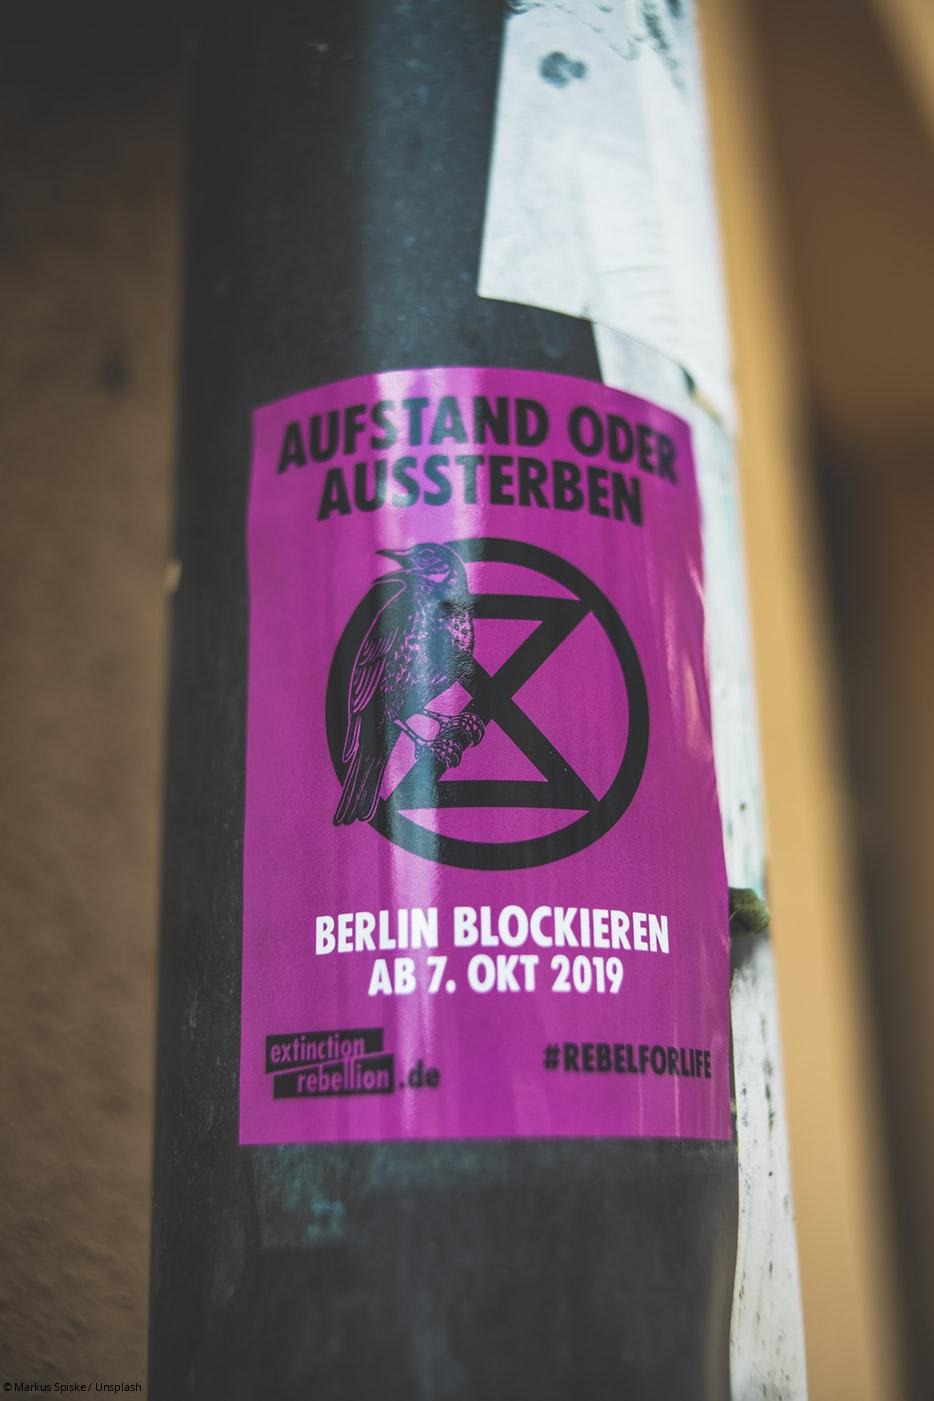 AUFSTAND ODER
AUSSTERBEN
BERLIN BLOCKIEREN
AB 7. OKT 2019
extinction
rebellion.de
#REBELFORLIFE
© Markus Spiske / Unsplash